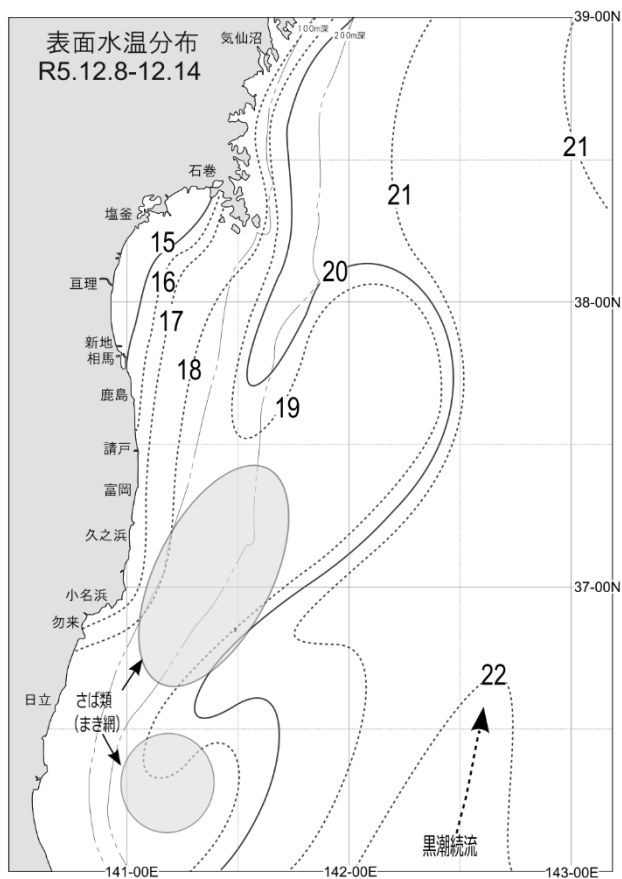 表面水温分布
R5.12.8-12.14
気仙沼
100m深
200m深
39-00N
21
21
石巻
塩釜
15
20
亘理
16
38-00N
17
新地
相馬
18
鹿島
19
請戸
富岡
久之浜
小名浜
37-00N
勿来
22
日立
さば類
(まき網)
黒潮続流
141-00E
142-00E
143-00E